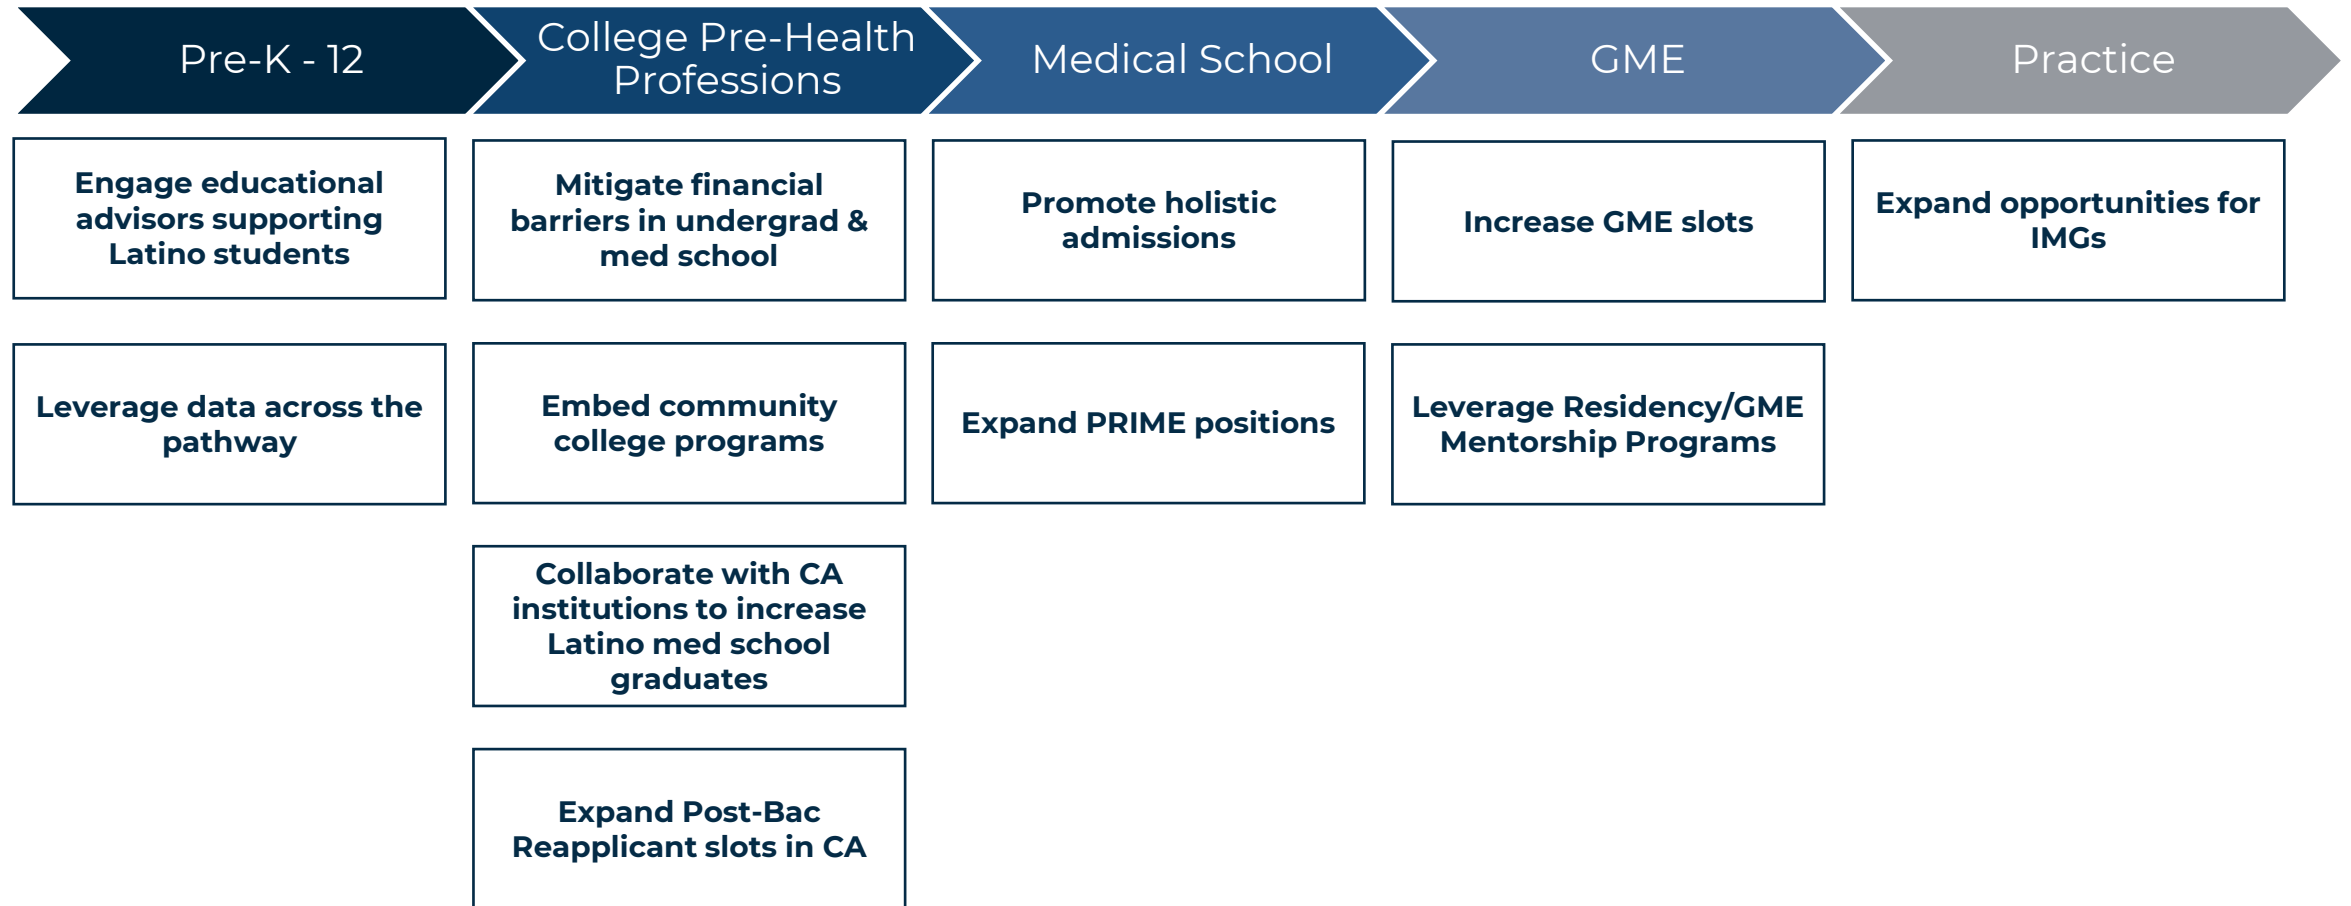 Pre-K - 12
College Pre-Health
Professions
Medical School
GME
Practice
Engage educational
advisors supporting
Latino students
Leverage data across the
pathway
Mitigate financial
barriers in undergrad &
med school
Embed community
college programs
Collaborate with CA
institutions to increase
Latino med school
graduates
Expand Post-Bac
Reapplicant slots in CA
Promote holistic
admissions
Expand PRIME positions
Increase GME slots
Leverage Residency/GME
Mentorship Programs
Expand opportunities for
IMGs